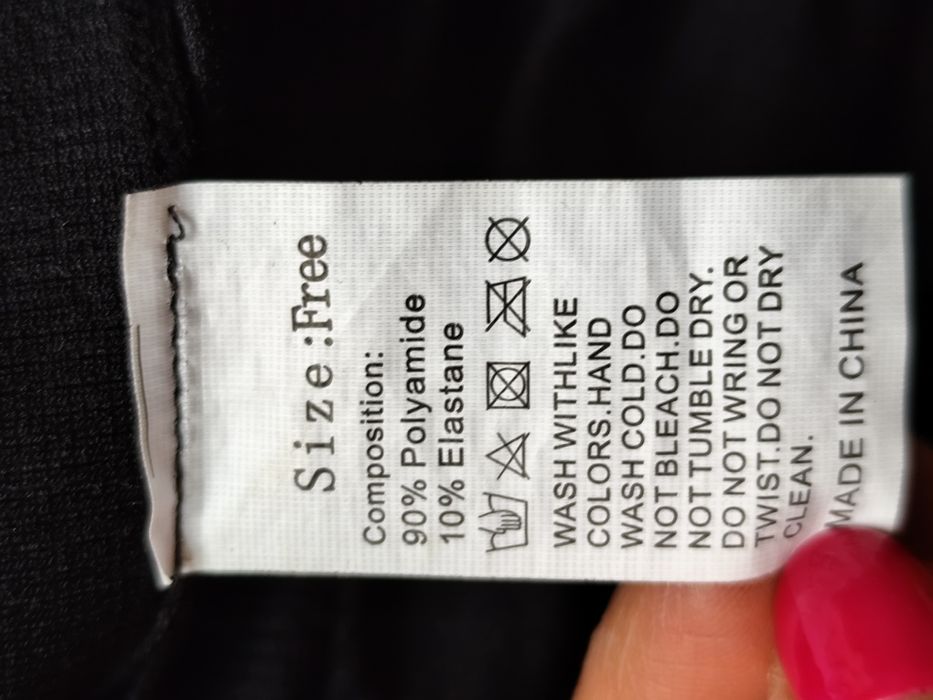 Size:Free
Composition:
90% Polyamide
10% Elastane
WASH WITHLIKE
COLORS.HAND
WASH COLD.DO
NOT BLEACH.DO
NOT TUMBLE DRY.
DO NOT WRING OR
TWIST.DO NOT DRY
CLEAN.
MADE IN CHINA